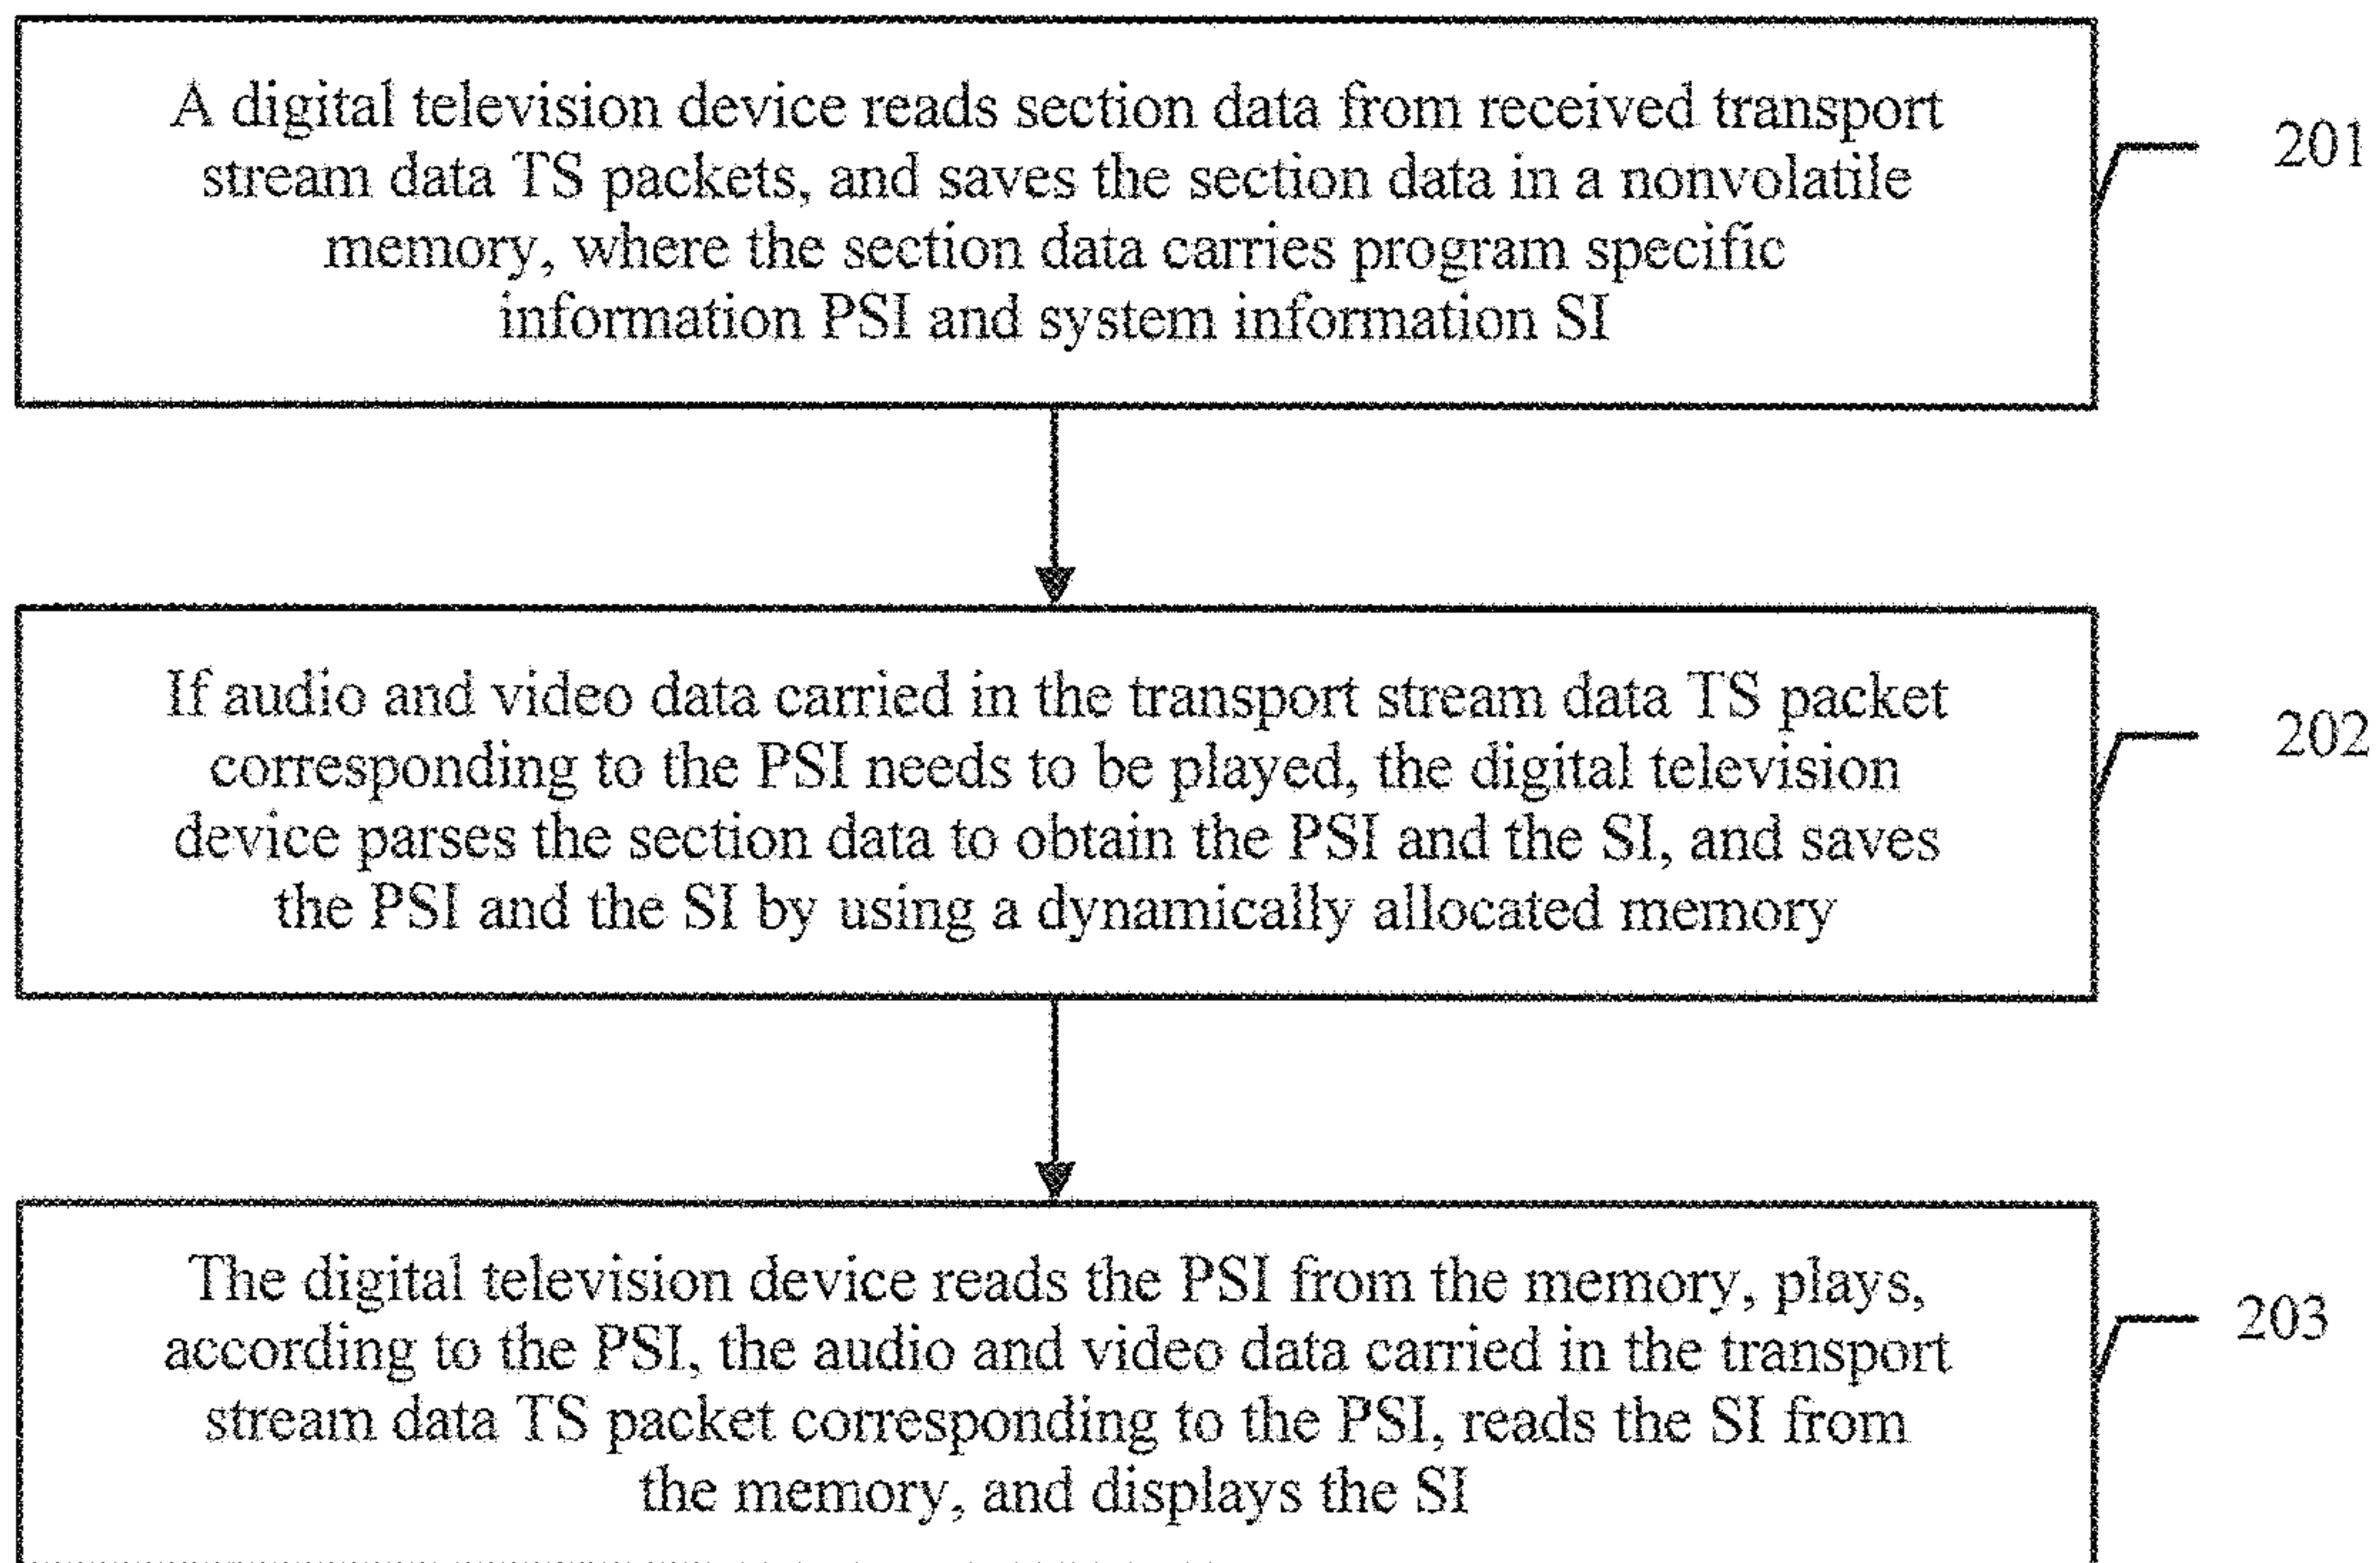 A digital television device reads section data from received transport
stream data TS packets, and saves the section data in a nonvolatile
memory, where the section data carries program specific
information PSI and system information SI
201
If audio and video data carried in the transport stream data TS packet
corresponding to the PSI needs to be played, the digital television
device parses the section data to obtain the PSI and the SI, and saves
the PSI and the SI by using a dynamically allocated memory
202
The digital television device reads the PSI from the memory, plays,
according to the PSI, the audio and video data carried in the transport
stream data TS packet corresponding to the PSI, reads the SI from
the memory, and displays the SI
203